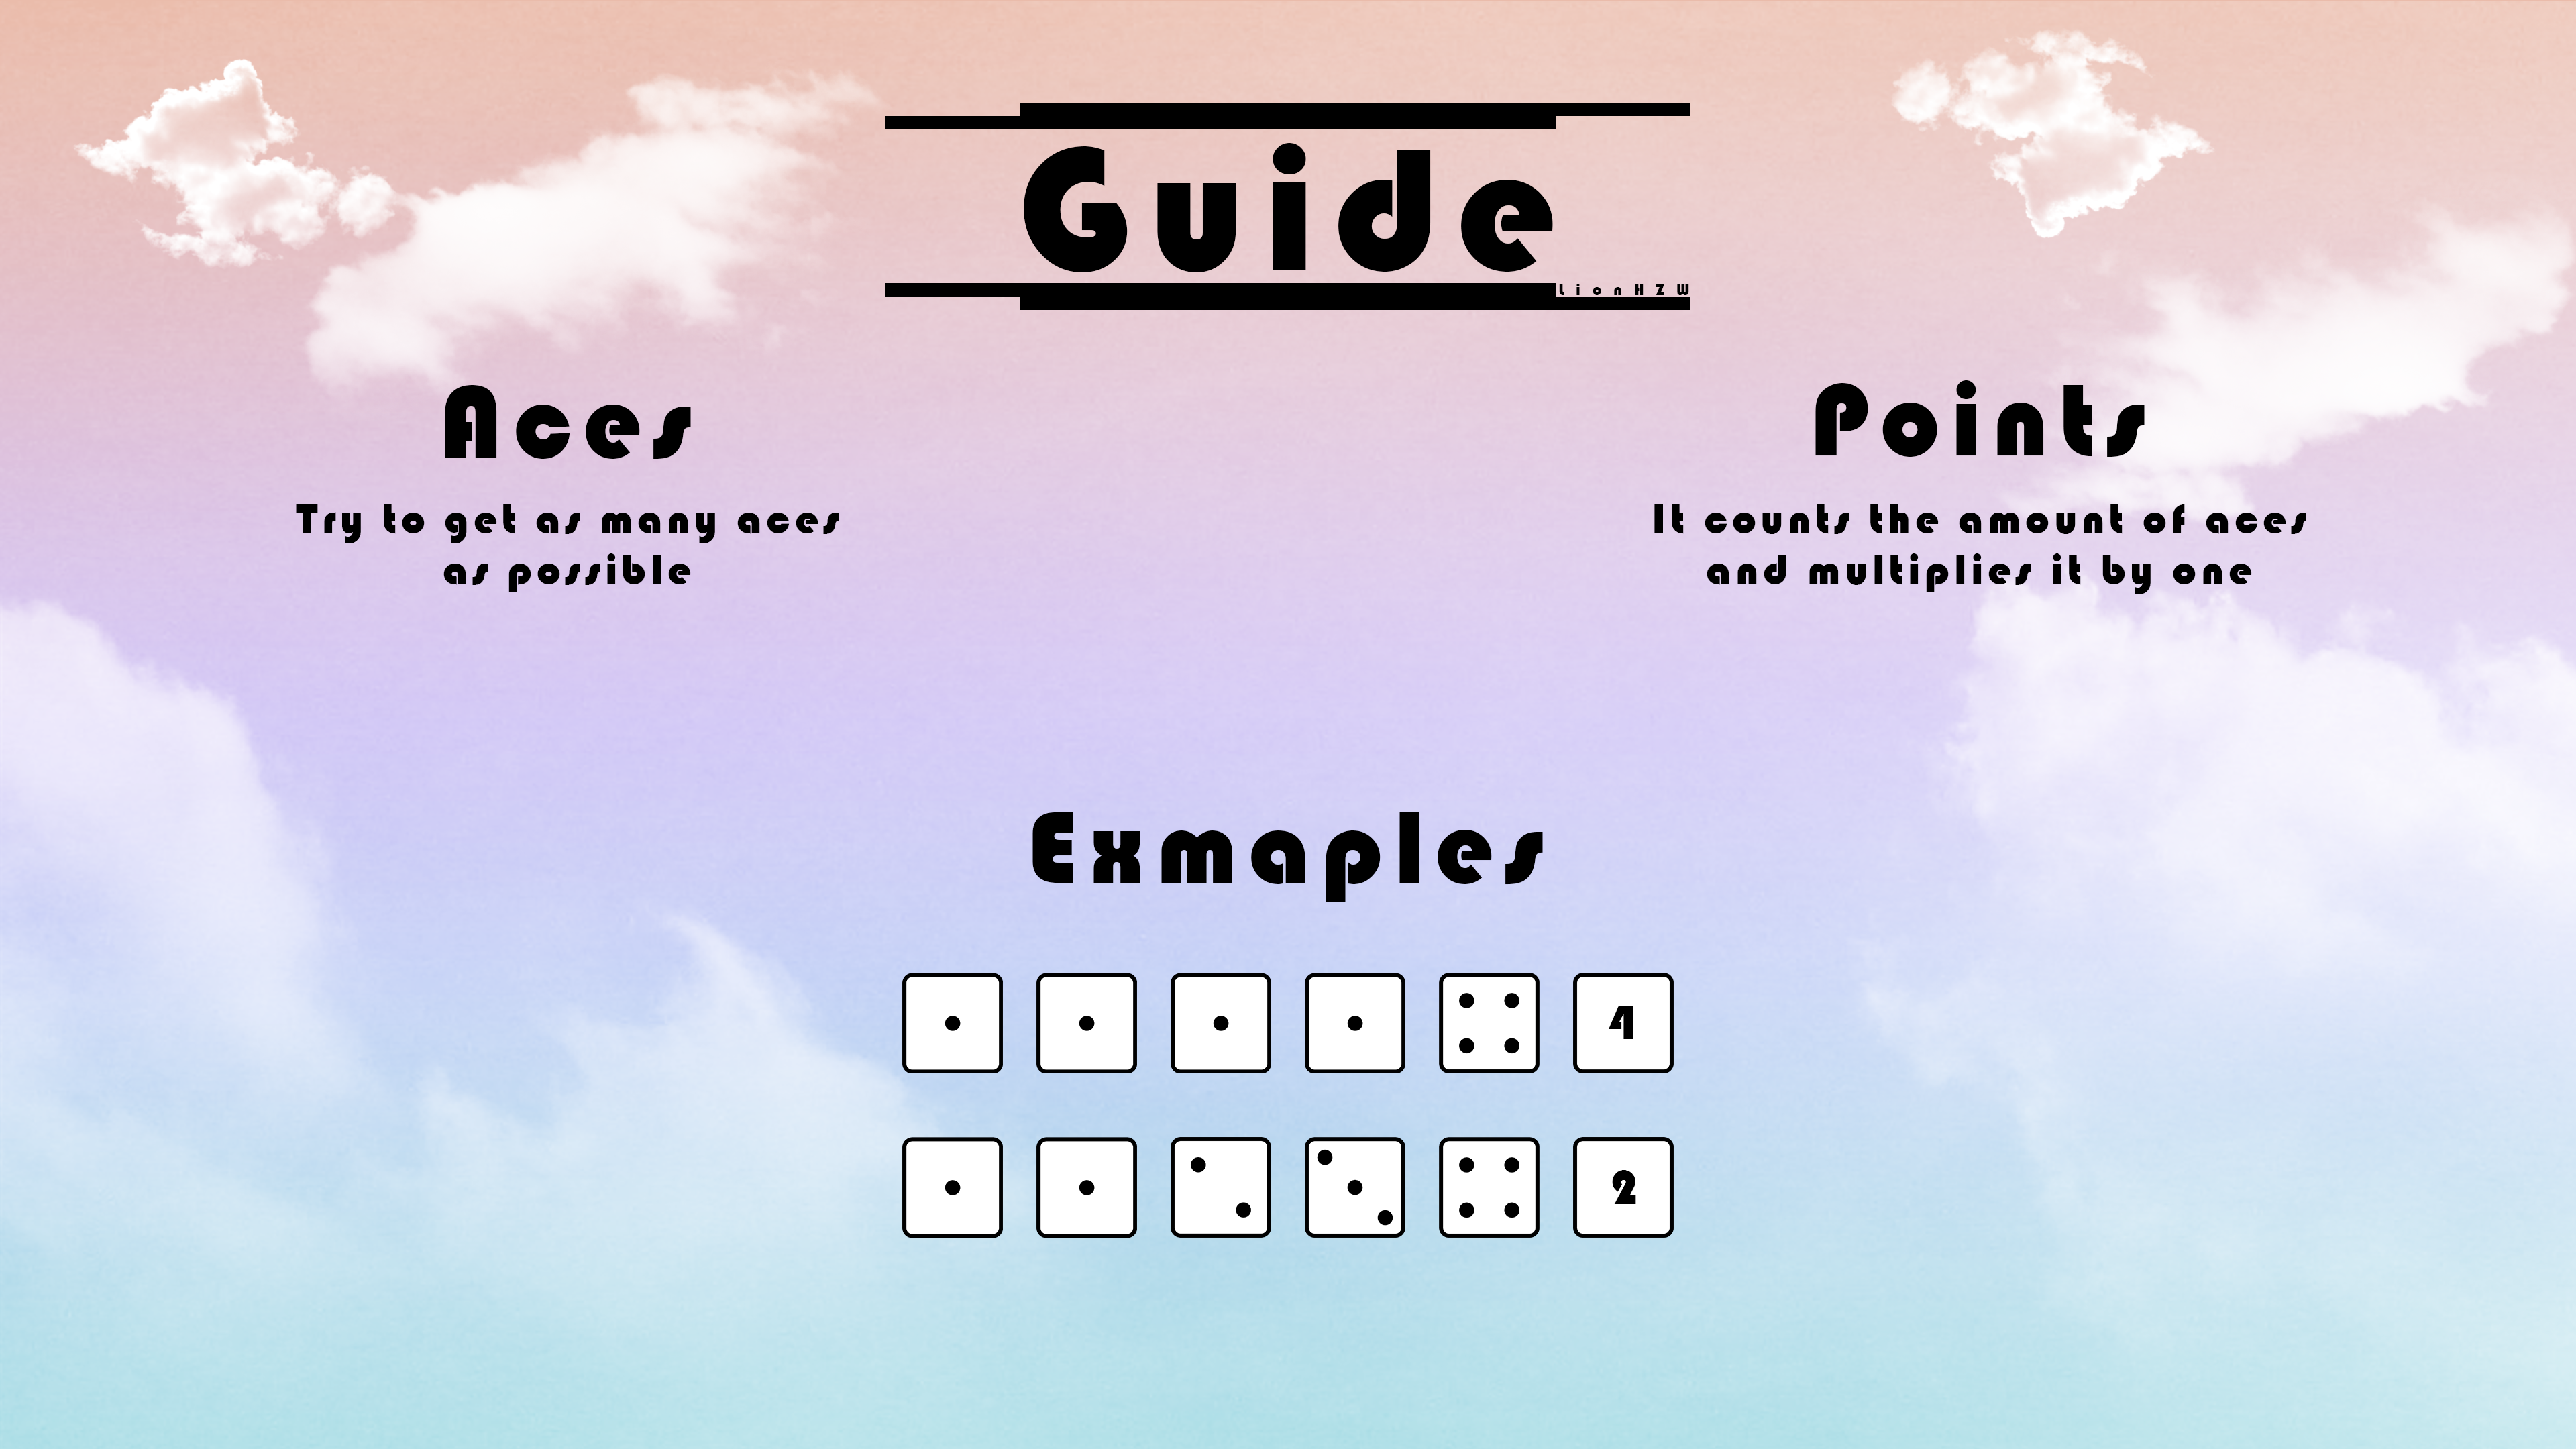 Guide
LionHZW
Aces
Try to get as many aces
as possible
Points
It counts the amount of aces
and multiplies it by one
Exmaples
4
2